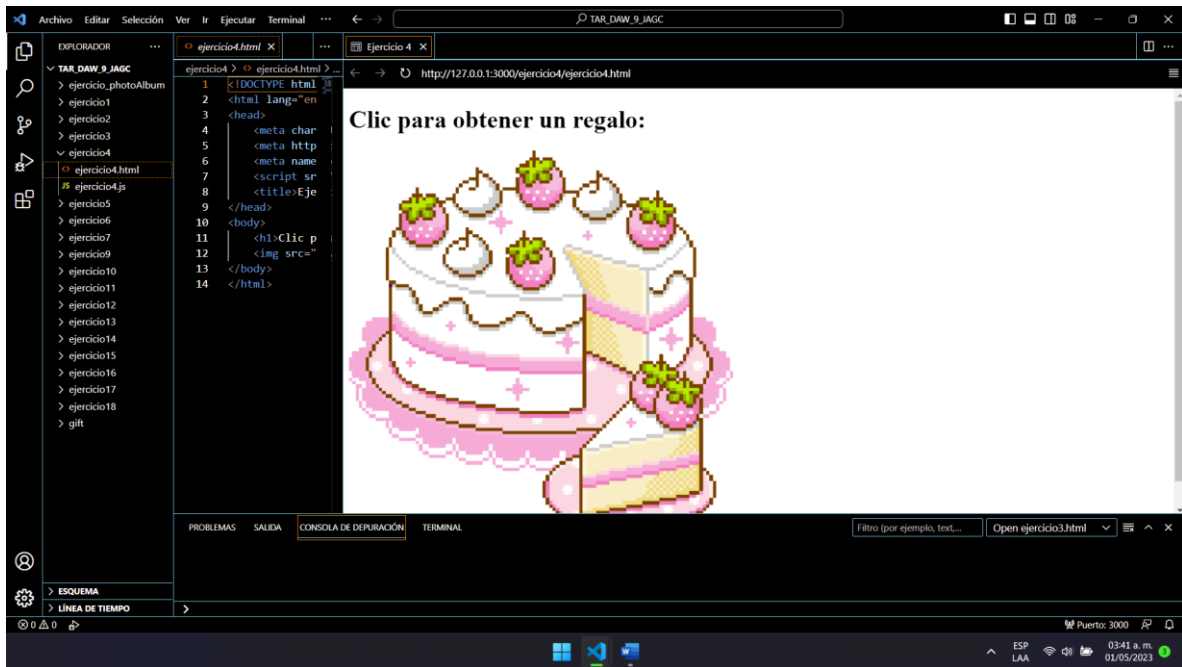 Archivo Editar Selección Ver Ir Ejecutar Terminal ··· TAR_DAW_9_JAGC
EXPLORADOR ···
TAR_DAW_9_JAGC
ejercicio_photoAlbum
ejercicio1
ejercicio2
ejercicio3
ejercicio4
ejercicio4.html
JS ejercicio4.js
ejercicio5
ejercicio6
ejercicio7
ejercicio9
ejercicio10
ejercicio11
ejercicio12
ejercicio13
ejercicio14
ejercicio15
ejercicio16
ejercicio17
ejercicio18
gift
ESQUEMA
LÍNEA DE TIEMPO
ejercicio4.html ···
ejercicio4 > ejercicio4.html > ...
1 <!DOCTYPE html
2 <html lang="en
3 <head>
4 <meta char
5 <meta http
6 <meta name
7 <script sr
8 <title>Eje
9 </head>
10 <body>
11 <h1>Clic p
12 <img src="
13 </body>
14 </html>
Ejercicio 4 ···
http://127.0.0.1:3000/ejercicio4/ejercicio4.html
Clic para obtener un regalo:
PROBLEMAS SALIDA CONSOLA DE DEPURACIÓN TERMINAL Filtro (por ejemplo, text,... Open ejercicio3.html
0 0 Puerto: 3000
ESP 03:41 a. m.
LAA 01/05/2023 3